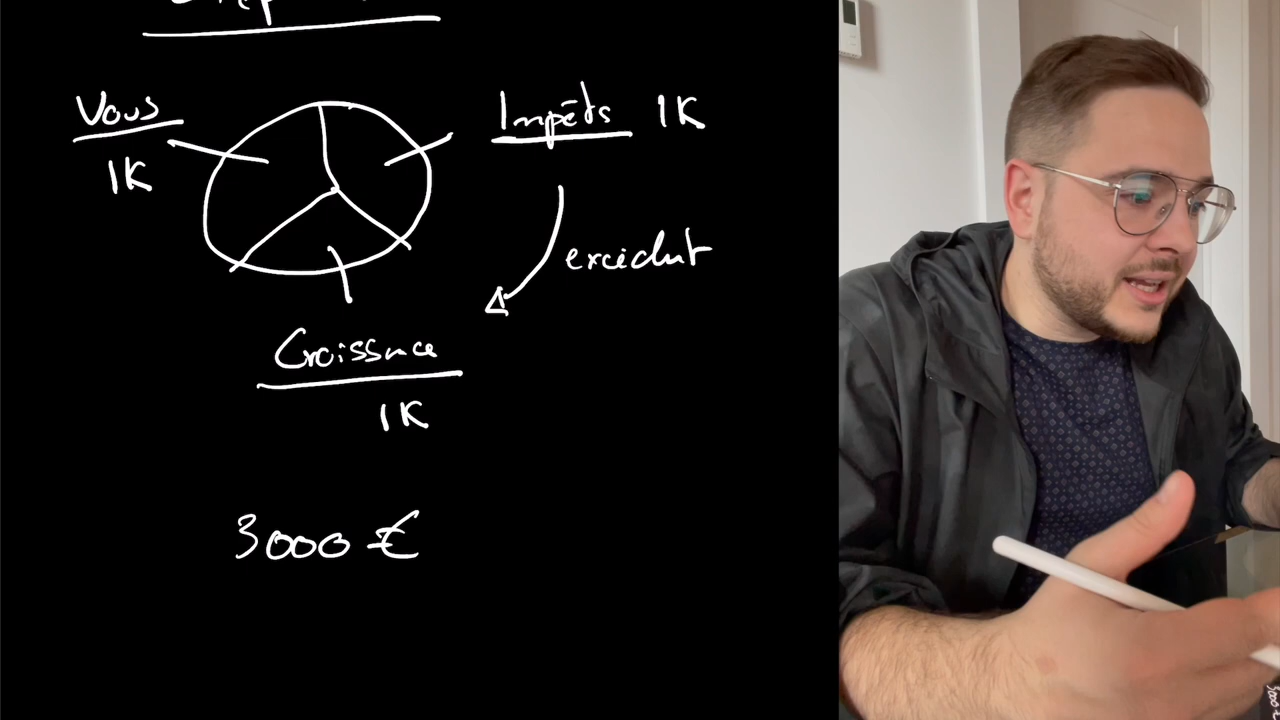 Vous
1K
Impôts 1K
excédent
Croissance
1K
3000 €